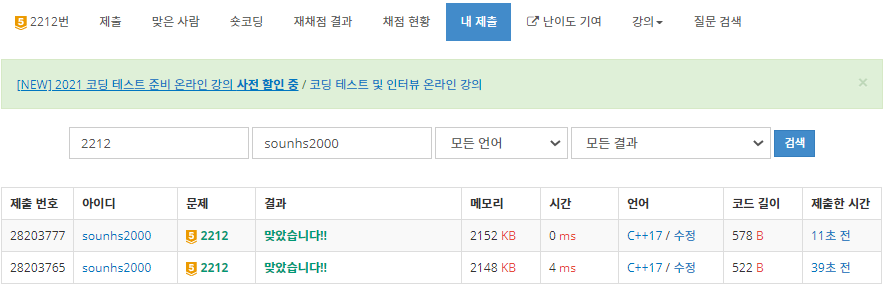 5 2212번 제출 맞은 사람 숏코딩 재채점 결과 채점 현황 내 제출 난이도 기여 강의 질문 검색
[NEW] 2021 코딩 테스트 준비 온라인 강의 사전 할인 중 / 코딩 테스트 및 인터뷰 온라인 강의 ×
2212 sounhs2000 모든 언어 모든 결과 검색
제출 번호 아이디 문제 결과 메모리 시간 언어 코드 길이 제출한 시간
28203777 sounhs2000 5 2212 맞았습니다!! 2152 KB 0 ms C++17 / 수정 578 B 11초 전
28203765 sounhs2000 5 2212 맞았습니다!! 2148 KB 4 ms C++17 / 수정 522 B 39초 전